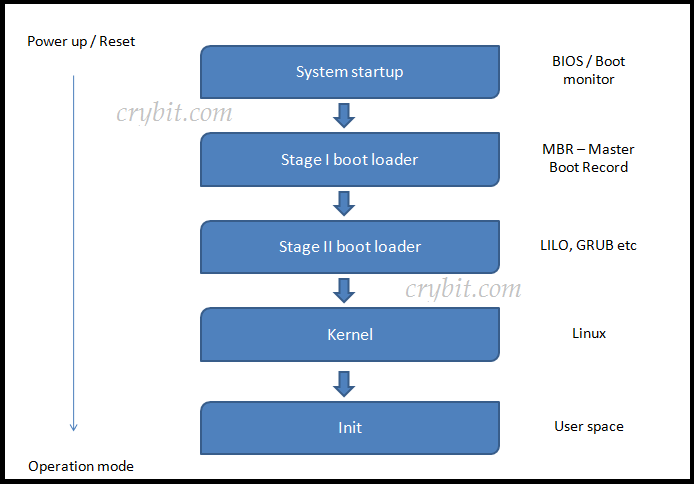 Power up / Reset
System startup
BIOS / Boot
monitor
crybit.com
Stage I boot loader
MBR – Master
Boot Record
Stage II boot loader
LILO, GRUB etc
crybit.com
Kernel
Linux
Init
User space
Operation mode